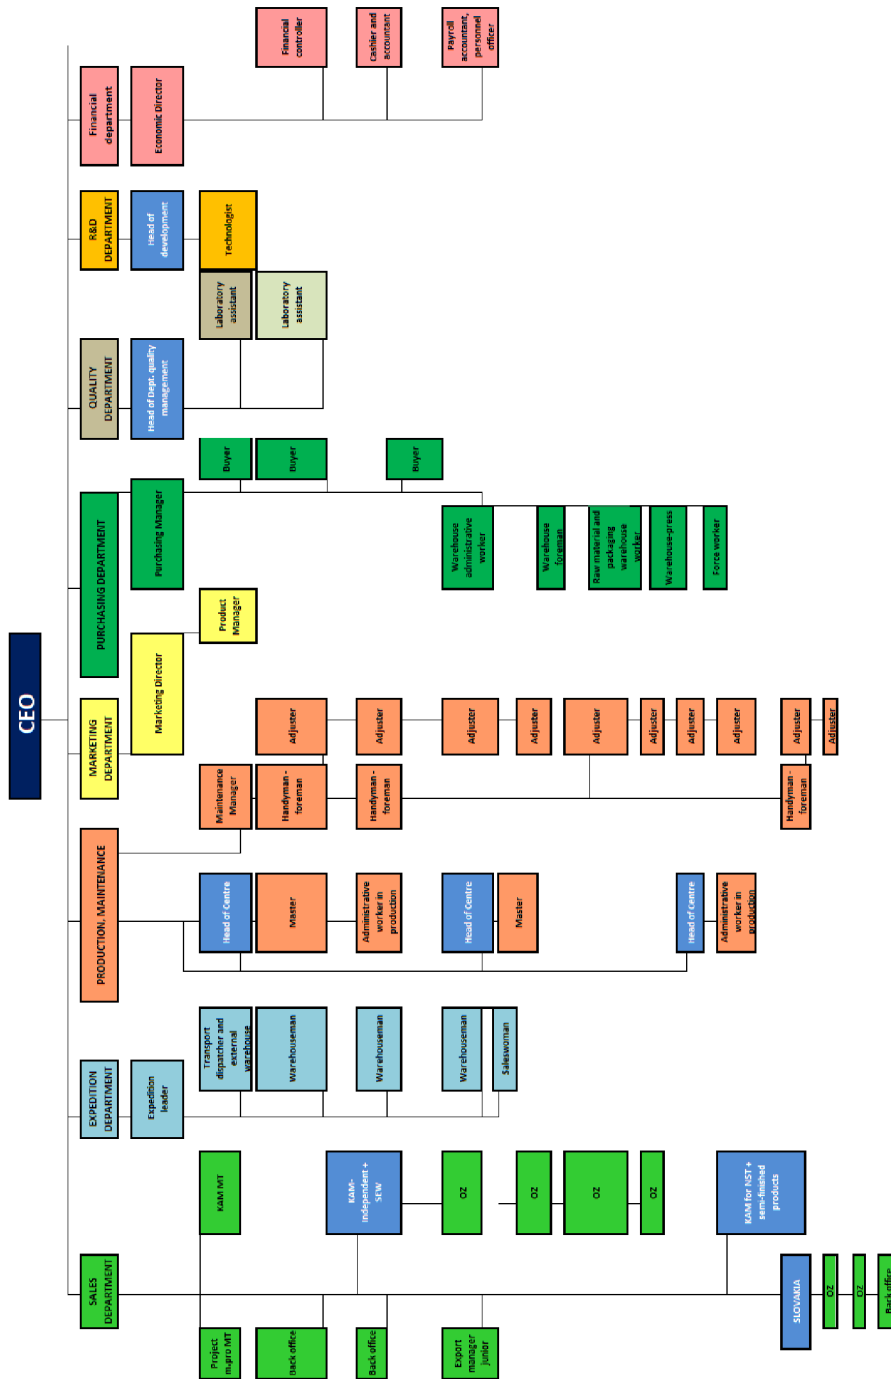 CEO
SALES
DEPARTMENT
EXPEDITION
DEPARTMENT
PRODUCTION, MAINTENANCE
MARKETING
DEPARTMENT
PURCHASING DEPARTMENT
QUALITY
DEPARTMENT
R&D
DEPARTMENT
Financial
department
Expedition
leader
Marketing Director
Purchasing Manager
Head of Dept. quality
management
Head of
development
Economic Director
Project
m.pro MT
KAM MT
Transport
dispatcher and
external
warehouse
Head of Centre
Maintenance
Manager
Product
Manager
Buyer
Laboratory
assistant
Technologist
Back office
Warehouseman
Master
Handyman -
foreman
Adjuster
Buyer
Laboratory
assistant
Financial
controller
KAM-
Independent +
SEW
Back office
Warehouseman
Administrative
worker in
production
Handyman -
foreman
Adjuster
Buyer
Cashier and
accountant
Export
manager
junior
OZ
Warehouseman
Head of Centre
Adjuster
Warehouse
administrative
worker
Payroll
accountant,
personnel
officer
Saleswoman
Master
OZ
Adjuster
Warehouse
foreman
OZ
Adjuster
Raw material and
packaging
warehouse
worker
OZ
Adjuster
Warehouse-press
Head of Centre
Adjuster
Force worker
KAM for NST +
semi-finished
products
Administrative
worker in
production
Adjuster
SLOVAKIA
Handyman -
foreman
Adjuster
OZ
Adjuster
OZ
Back office